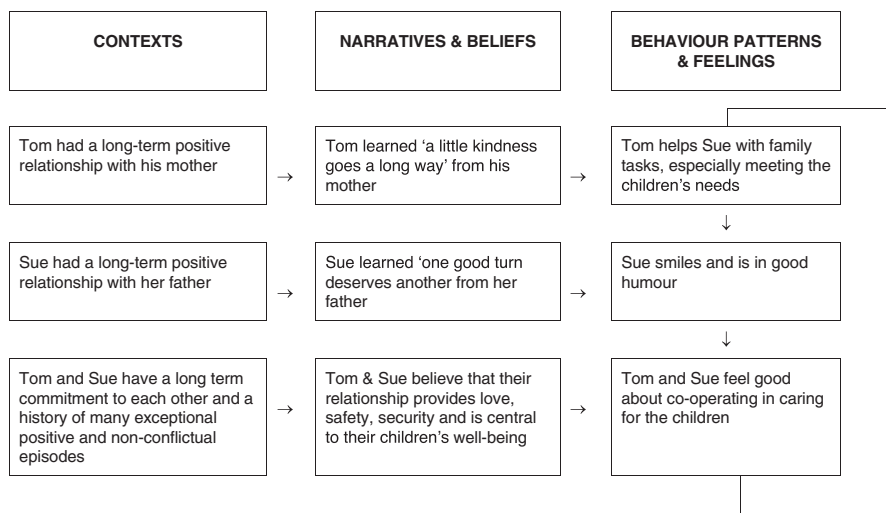 CONTEXTS
NARRATIVES & BELIEFS
BEHAVIOUR PATTERNS
& FEELINGS
Tom had a long-term positive
relationship with his mother
→
Tom learned ‘a little kindness
goes a long way’ from his
mother
→
Tom helps Sue with family
tasks, especially meeting the
children’s needs
↓
Sue had a long-term positive
relationship with her father
→
Sue learned ‘one good turn
deserves another from her
father
→
Sue smiles and is in good
humour
↓
Tom and Sue have a long term
commitment to each other and a
history of many exceptional
positive and non-conflictual
episodes
→
Tom & Sue believe that their
relationship provides love,
safety, security and is central
to their children’s well-being
→
Tom and Sue feel good
about co-operating in caring
for the children